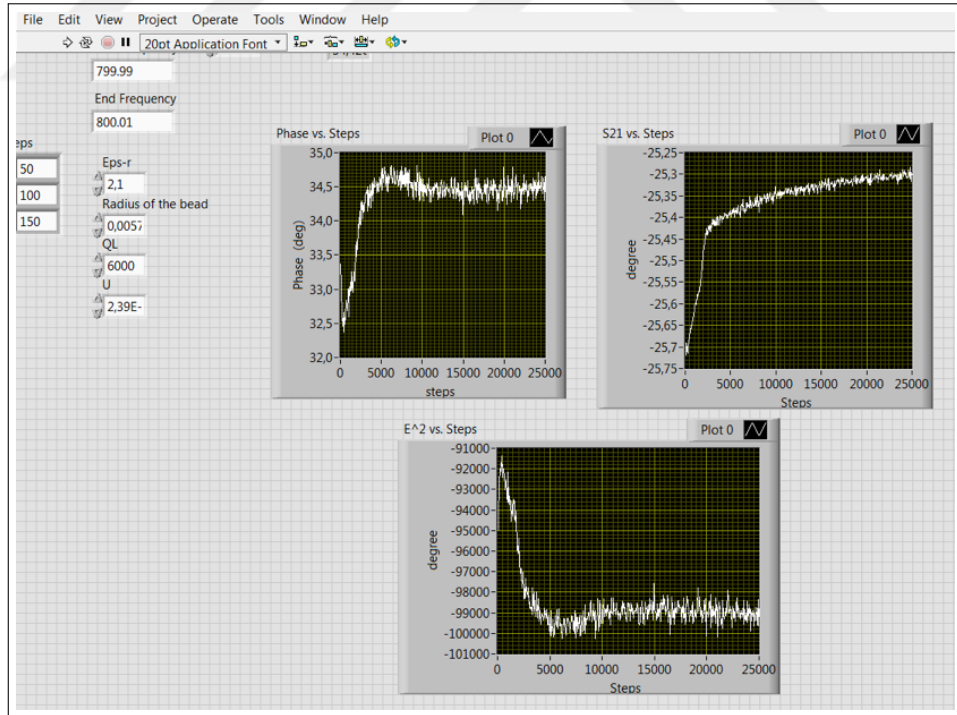 File Edit View Project Operate Tools Window Help
20pt Application Font
799.99
End Frequency
800.01
eps
50
100
150
Eps-r
2,1
Radius of the bead
0,0057
QL
6000
U
2,39E-
Phase vs. Steps
Plot 0
35,0
34,5
34,0
33,5
33,0
32,5
32,0
Phase (deg)
0 5000 10000 15000 20000 25000
steps
S21 vs. Steps
Plot 0
-25,25
-25,3
-25,35
-25,4
-25,45
-25,5
-25,55
-25,6
-25,65
-25,7
-25,75
degree
0 5000 10000 15000 20000 25000
Steps
E^2 vs. Steps
Plot 0
-91000
-92000
-93000
-94000
-95000
-96000
-97000
-98000
-99000
-100000
-101000
degree
0 5000 10000 15000 20000 25000
Steps